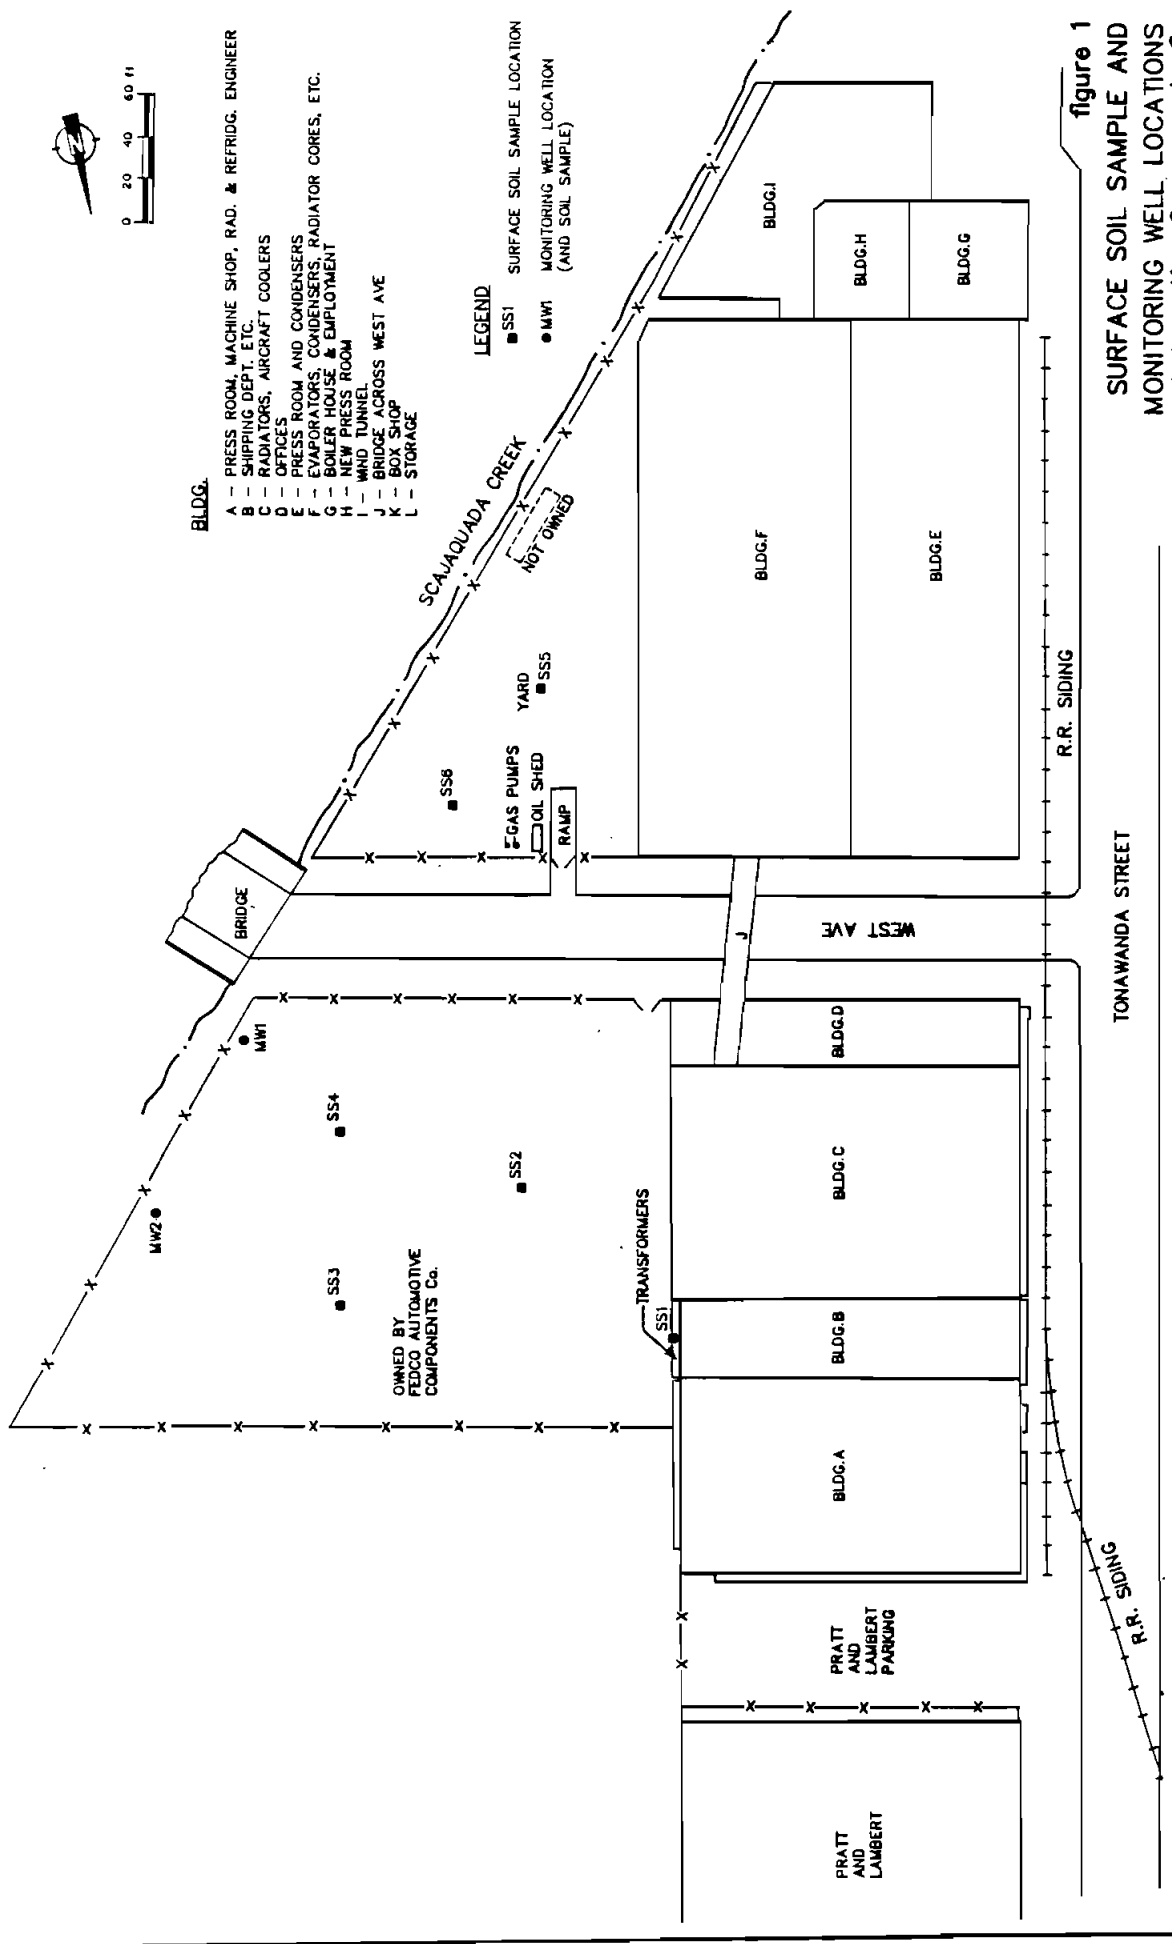 N
0 20 40 60 ft
BLDG.
A - PRESS ROOM, MACHINE SHOP, RAD. & REFRIDG. ENGINEER
B - SHIPPING DEPT. ETC.
C - RADIATORS, AIRCRAFT COOLERS
D - OFFICES
E - PRESS ROOM AND CONDENSERS
F - EVAPORATORS, CONDENSERS, RADIATOR CORES, ETC.
G - BOILER HOUSE & EMPLOYMENT
H - NEW PRESS ROOM
I - WIND TUNNEL
J - BRIDGE ACROSS WEST AVE
K - BOX SHOP
L - STORAGE
LEGEND
SS1 SURFACE SOIL SAMPLE LOCATION
MW1 MONITORING WELL LOCATION
(AND SOIL SAMPLE)
SCAJAQUADA CREEK
NOT OWNED
BRIDGE
MW1
MW2
SS4
SS3
SS2
SS6
YARD
SS5
GAS PUMPS
OIL SHED
RAMP
OWNED BY
FEDCO AUTOMOTIVE
COMPONENTS Co.
TRANSFORMERS
SS1
BLDG.A
BLDG.B
BLDG.C
BLDG.D
J
WEST AVE
BLDG.F
BLDG.E
BLDG.I
BLDG.H
BLDG.G
PRATT
AND
LAMBERT
PRATT
AND
LAMBERT
PARKING
R.R. SIDING
R.R. SIDING
TONAWANDA STREET
figure 1
SURFACE SOIL SAMPLE AND
MONITORING WELL LOCATIONS